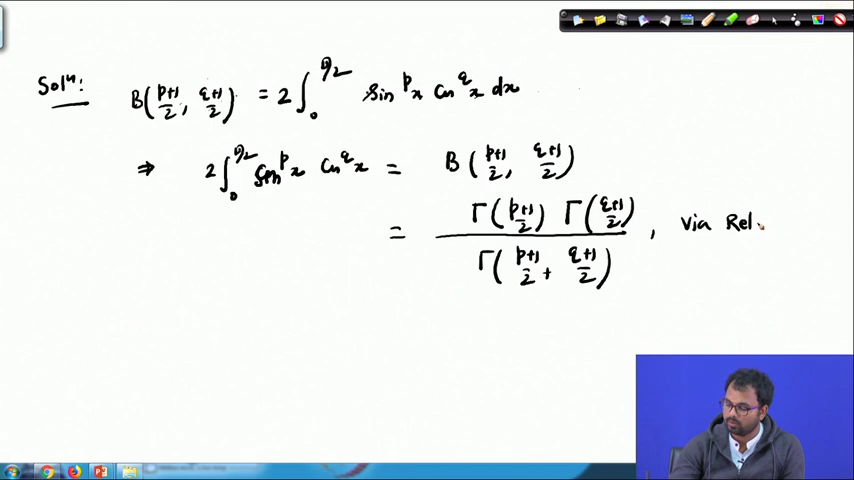 Solⁿ: B(p+1/2, q+1/2) = 2∫₀^π/2 sin^p x cos^q x dx
⇒ 2∫₀^π/2 sin^p x cos^q x = B(p+1/2, q+1/2)
= Γ(p+1/2) Γ(q+1/2) / Γ(p+1/2 + q+1/2) , via Rel.